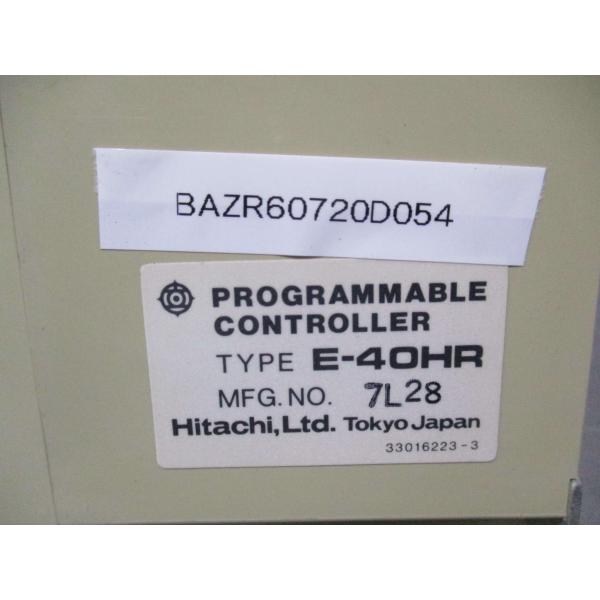 BAZR60720D054
PROGRAMMABLE
CONTROLLER
TYPE E-40HR
MFG. NO. 7L28
Hitachi, Ltd. Tokyo Japan
33016223-3